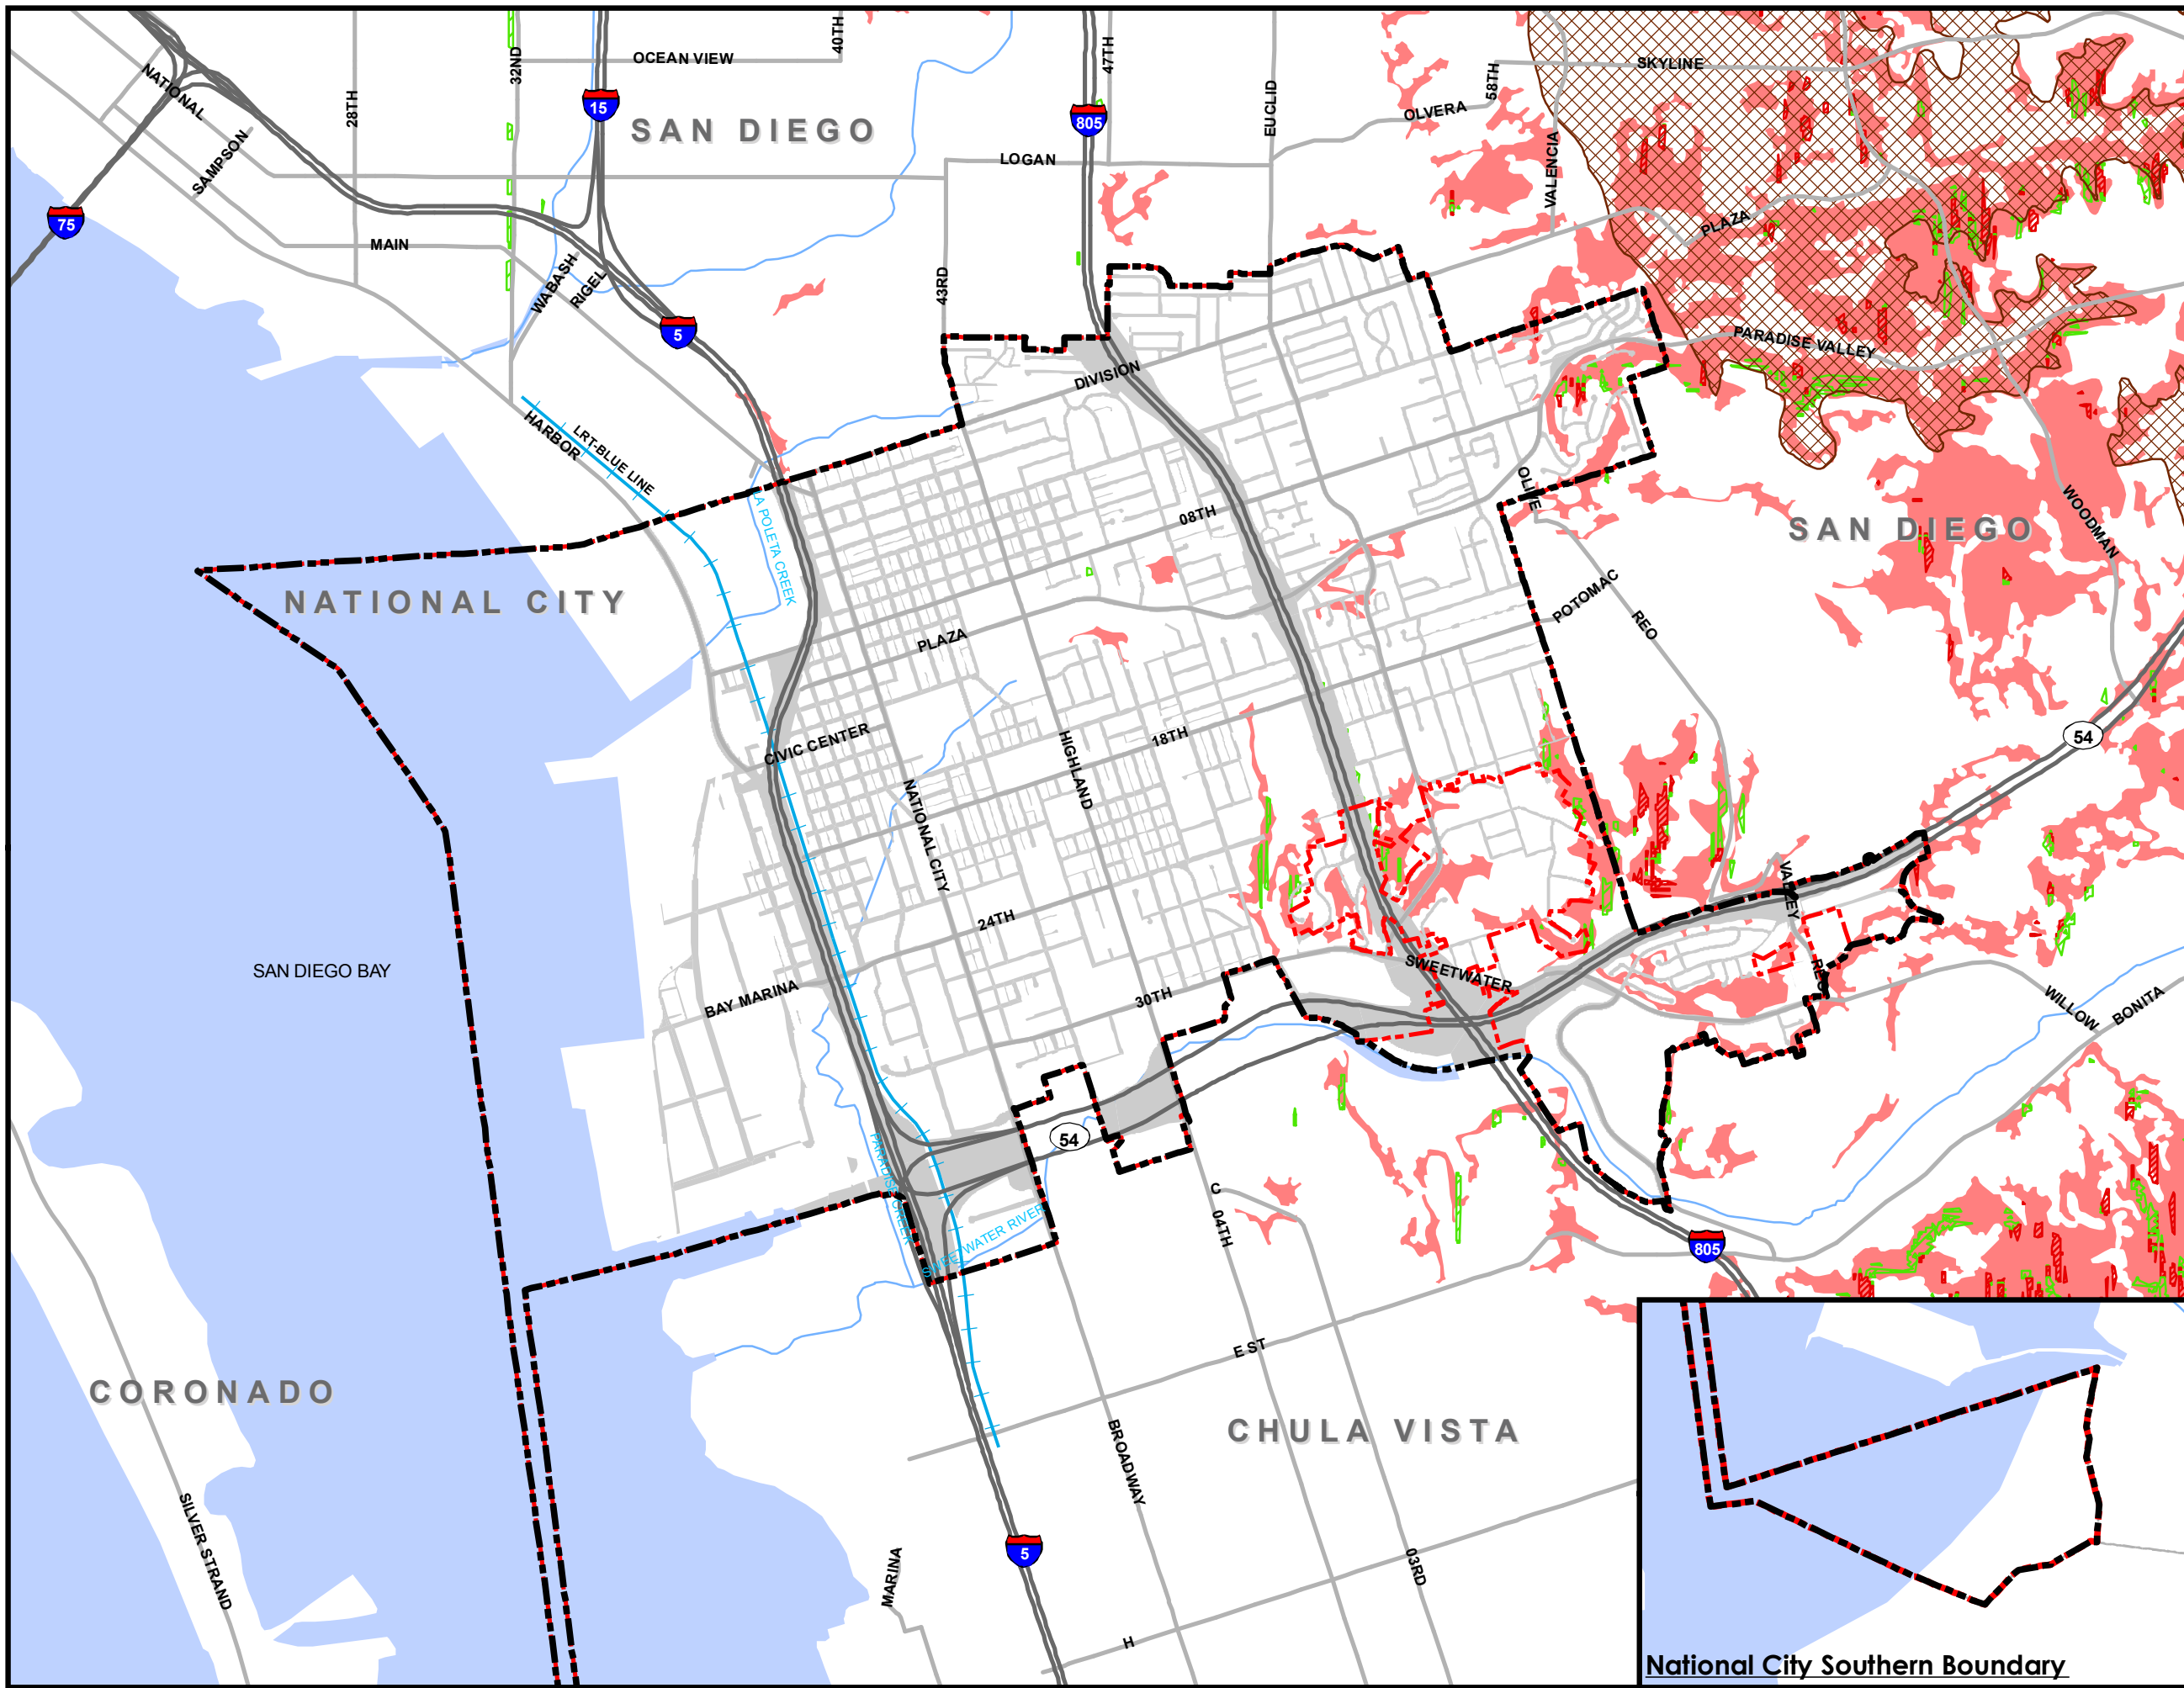 40TH
32ND
OCEAN VIEW
47TH
EUCLID
58TH
SKYLINE
NATIONAL
28TH
15
805
OLVERA
SAN DIEGO
SAMPSON
LOGAN
VALENCIA
75
MAIN
PLAZA
WABASH
RIGEL
43RD
5
PARADISE VALLEY
DIVISION
HARBOR
LRT-BLUE LINE
OLIVE
08TH
LA POLETA CREEK
SAN DIEGO
WOODMAN
NATIONAL CITY
POTOMAC
REO
PLAZA
54
CIVIC CENTER
18TH
HIGHLAND
NATIONAL CITY
VALLEY
24TH
SAN DIEGO BAY
SWEETWATER
REO
BAY MARINA
30TH
WILLOW
BONITA
54
PARADISE CREEK
C
04TH
SWEETWATER RIVER
805
E ST
CORONADO
CHULA VISTA
BROADWAY
SILVER STRAND
5
MARINA
03RD
H
National City Southern Boundary